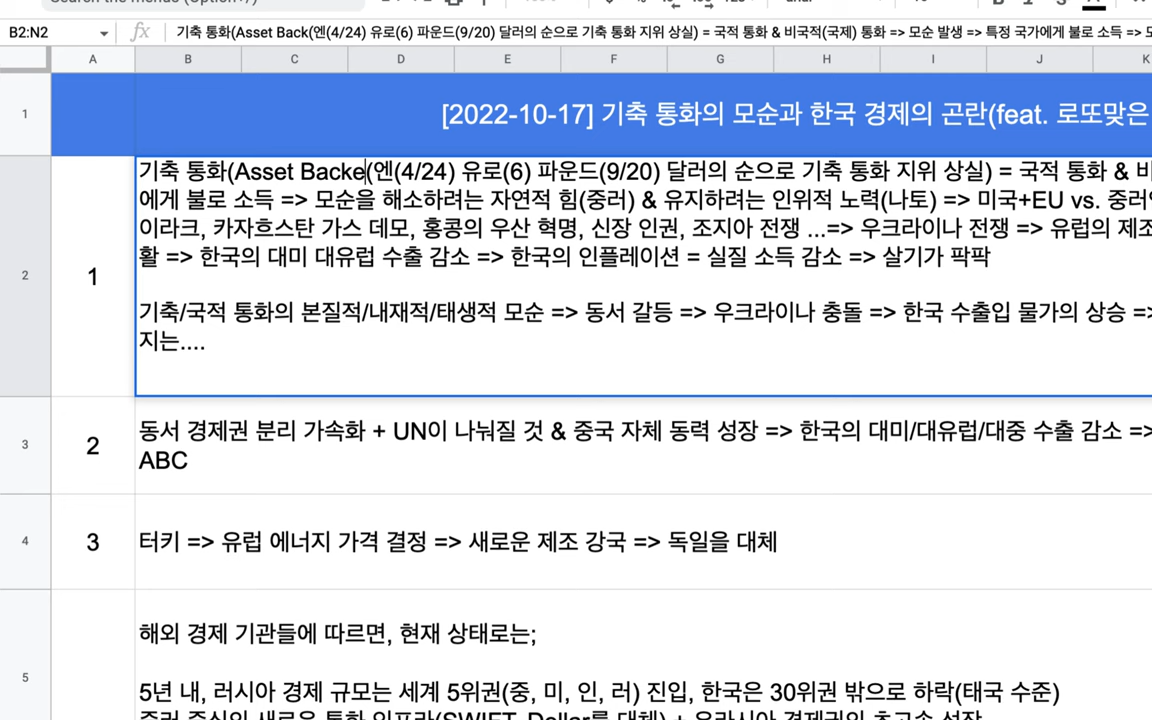 B2:N2
fx
기축 통화(Asset Back(엔(4/24) 유로(6) 파운드(9/20) 달러의 순으로 기축 통화 지위 상실) = 국적 통화 & 비국적(국제) 통화 => 모순 발생 => 특정 국가에게 불로 소득 =>
A B C D E F G H I J K
1 [2022-10-17] 기축 통화의 모순과 한국 경제의 곤란(feat. 로또맞은
2
1
기축 통화(Asset Backe(엔(4/24) 유로(6) 파운드(9/20) 달러의 순으로 기축 통화 지위 상실) = 국적 통화 &
에게 불로 소득 => 모순을 해소하려는 자연적 힘(중러) & 유지하려는 인위적 노력(나토) => 미국+EU vs. 중러
이라크, 카자흐스탄 가스 데모, 홍콩의 우산 혁명, 신장 인권, 조지아 전쟁 ...=> 우크라이나 전쟁 => 유럽의 제조
활 => 한국의 대미 대유럽 수출 감소 => 한국의 인플레이션 = 실질 소득 감소 => 살기가 팍팍
기축/국적 통화의 본질적/내재적/태생적 모순 => 동서 갈등 => 우크라이나 충돌 => 한국 수출입 물가의 상승 =>
지는....
3
2
동서 경제권 분리 가속화 + UN이 나눠질 것 & 중국 자체 동력 성장 => 한국의 대미/대유럽/대중 수출 감소 =>
ABC
4 3 터키 => 유럽 에너지 가격 결정 => 새로운 제조 강국 => 독일을 대체
5
해외 경제 기관들에 따르면, 현재 상태로는;
5년 내, 러시아 경제 규모는 세계 5위권(중, 미, 인, 러) 진입, 한국은 30위권 밖으로 하락(태국 수준)